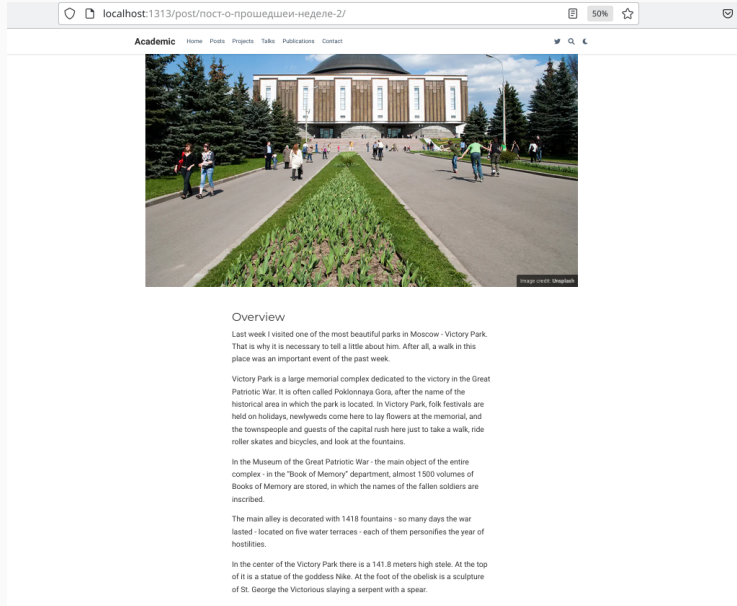 localhost:1313/post/пост-о-прошедшеи-неделе-2/
50%
Academic Home Posts Projects Talks Publications Contact
Image credit: Unsplash
Overview
Last week I visited one of the most beautiful parks in Moscow - Victory Park.
That is why it is necessary to tell a little about him. After all, a walk in this
place was an important event of the past week.
Victory Park is a large memorial complex dedicated to the victory in the Great
Patriotic War. It is often called Poklonnaya Gora, after the name of the
historical area in which the park is located. In Victory Park, folk festivals are
held on holidays, newlyweds come here to lay flowers at the memorial, and
the townspeople and guests of the capital rush here just to take a walk, ride
roller skates and bicycles, and look at the fountains.
In the Museum of the Great Patriotic War - the main object of the entire
complex - in the "Book of Memory" department, almost 1500 volumes of
Books of Memory are stored, in which the names of the fallen soldiers are
inscribed.
The main alley is decorated with 1418 fountains - so many days the war
lasted - located on five water terraces - each of them personifies the year of
hostilities.
In the center of the Victory Park there is a 141.8 meters high stele. At the top
of it is a statue of the goddess Nike. At the foot of the obelisk is a sculpture
of St. George the Victorious slaying a serpent with a spear.